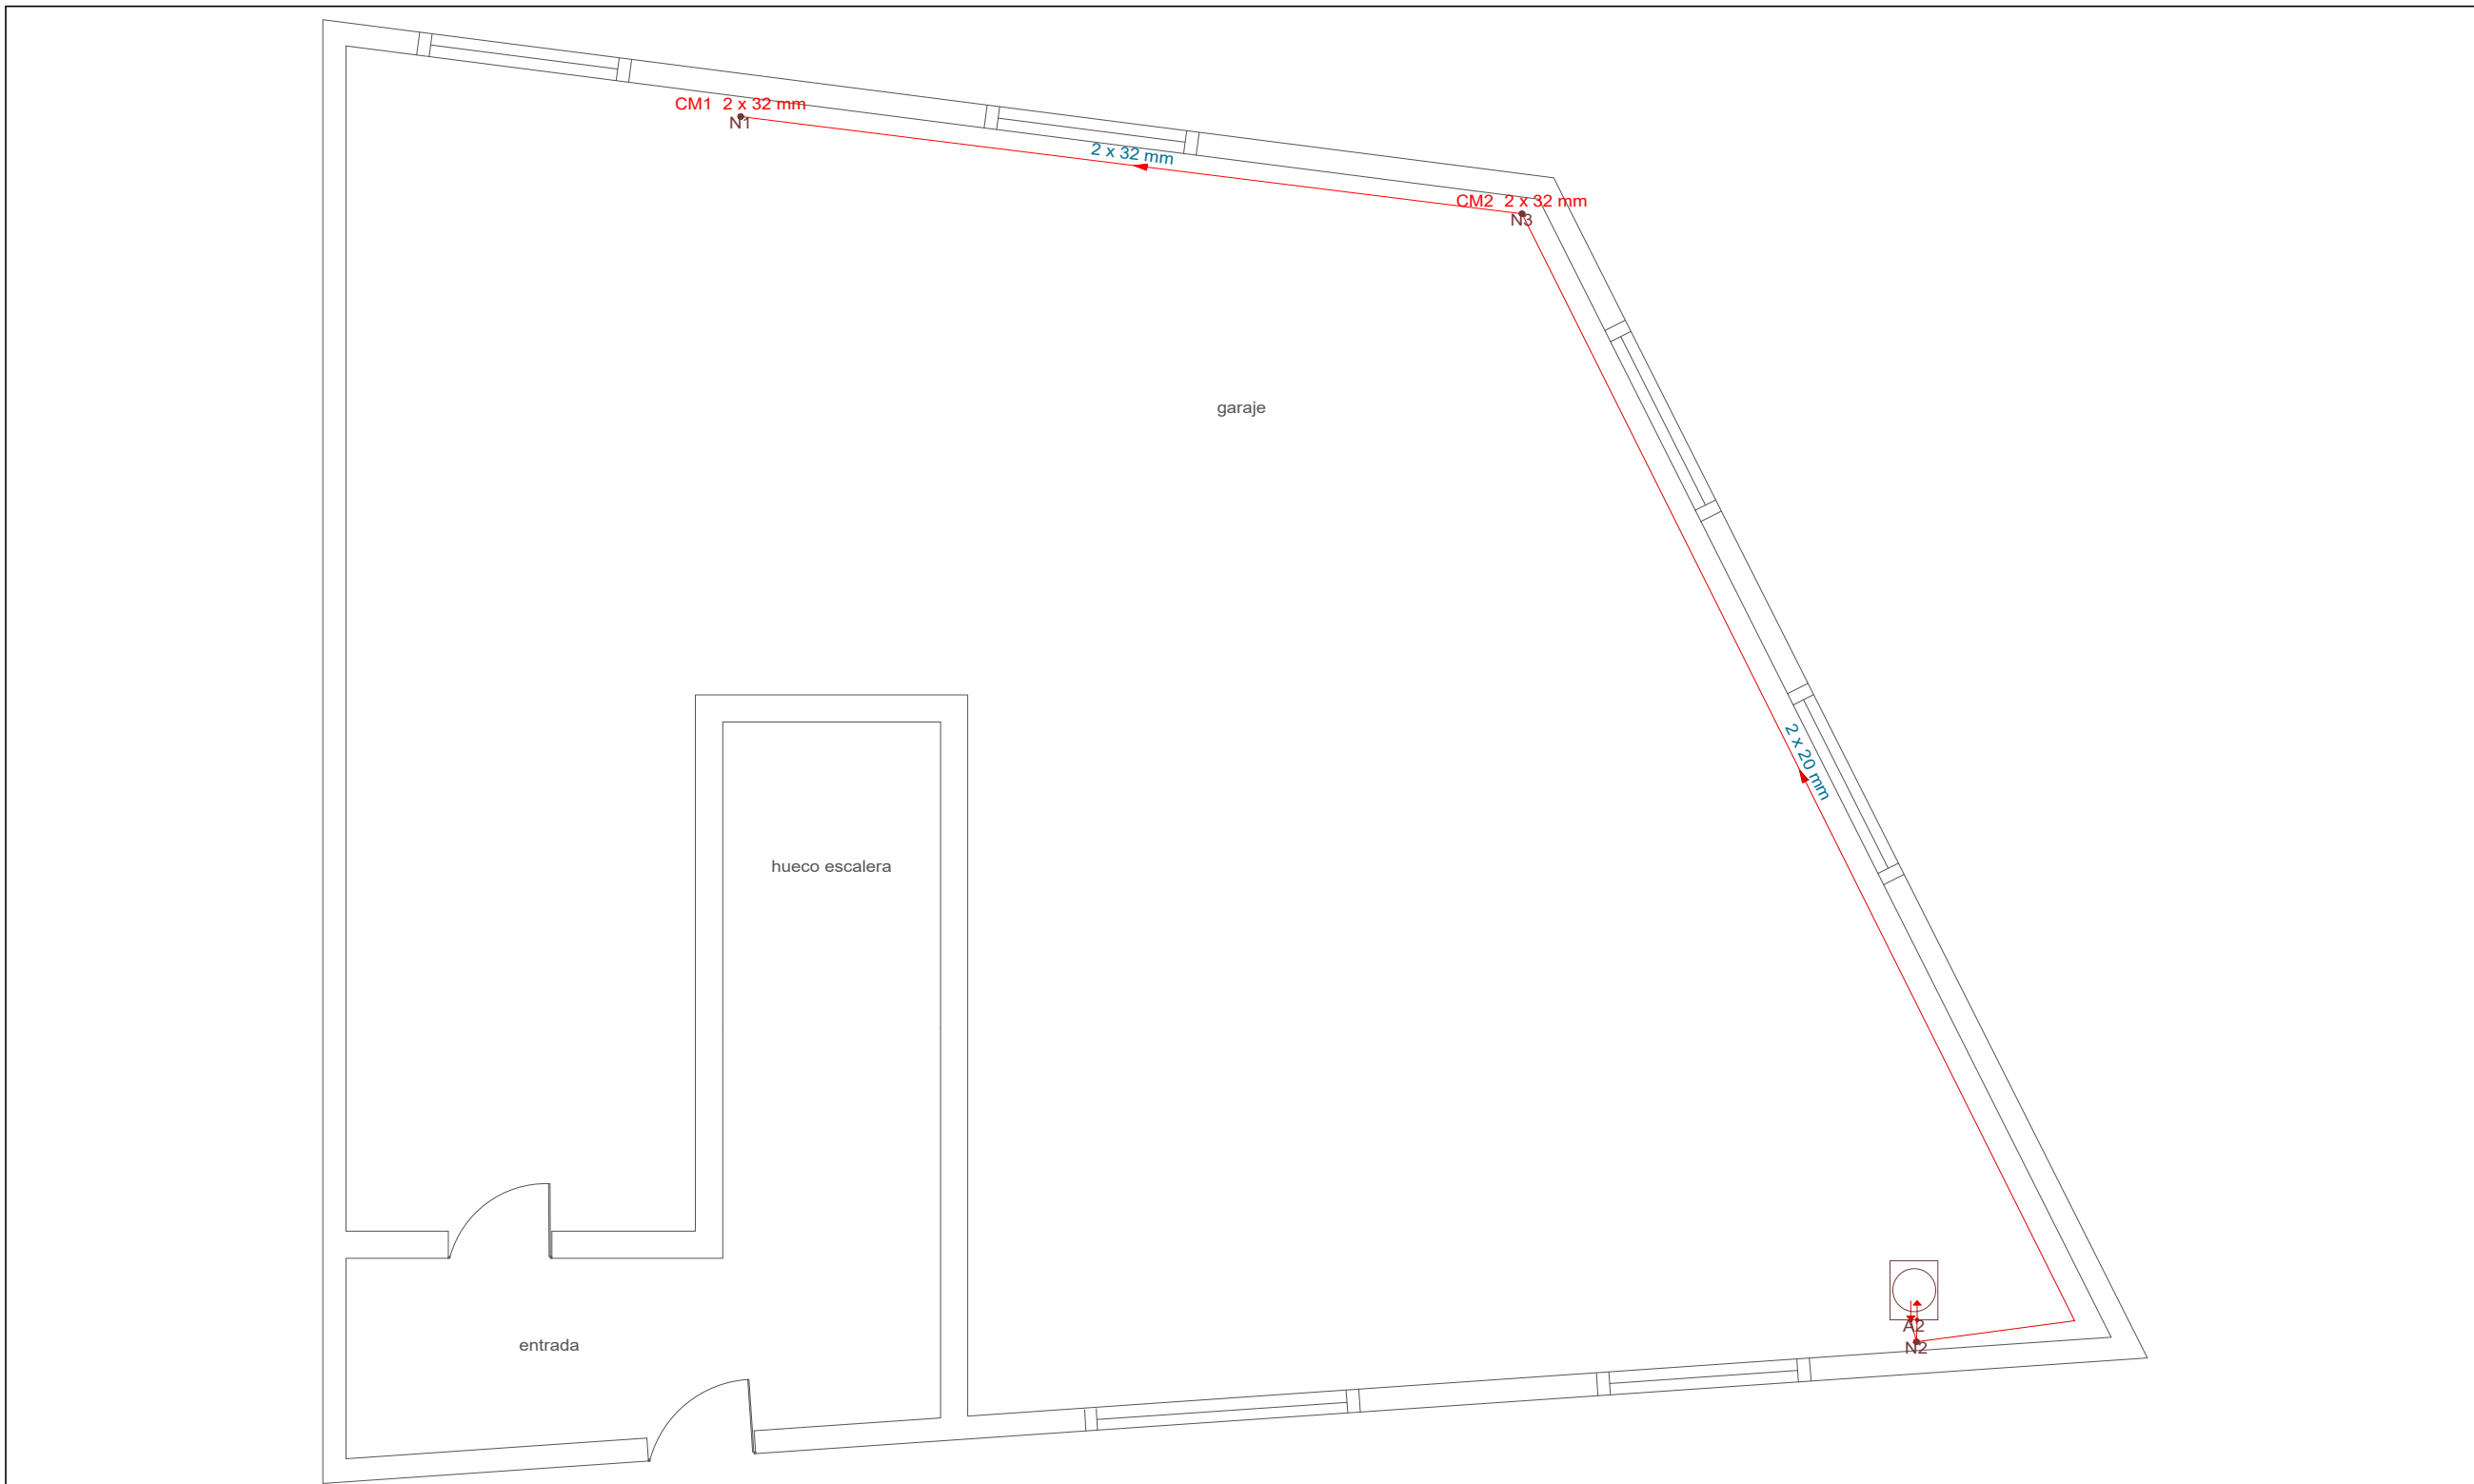 CM1  2 x 32 mm
N1
2 x 32 mm
CM2  2 x 32 mm
N3
garaje
2 x 20 mm
hueco escalera
A2
entrada
N2